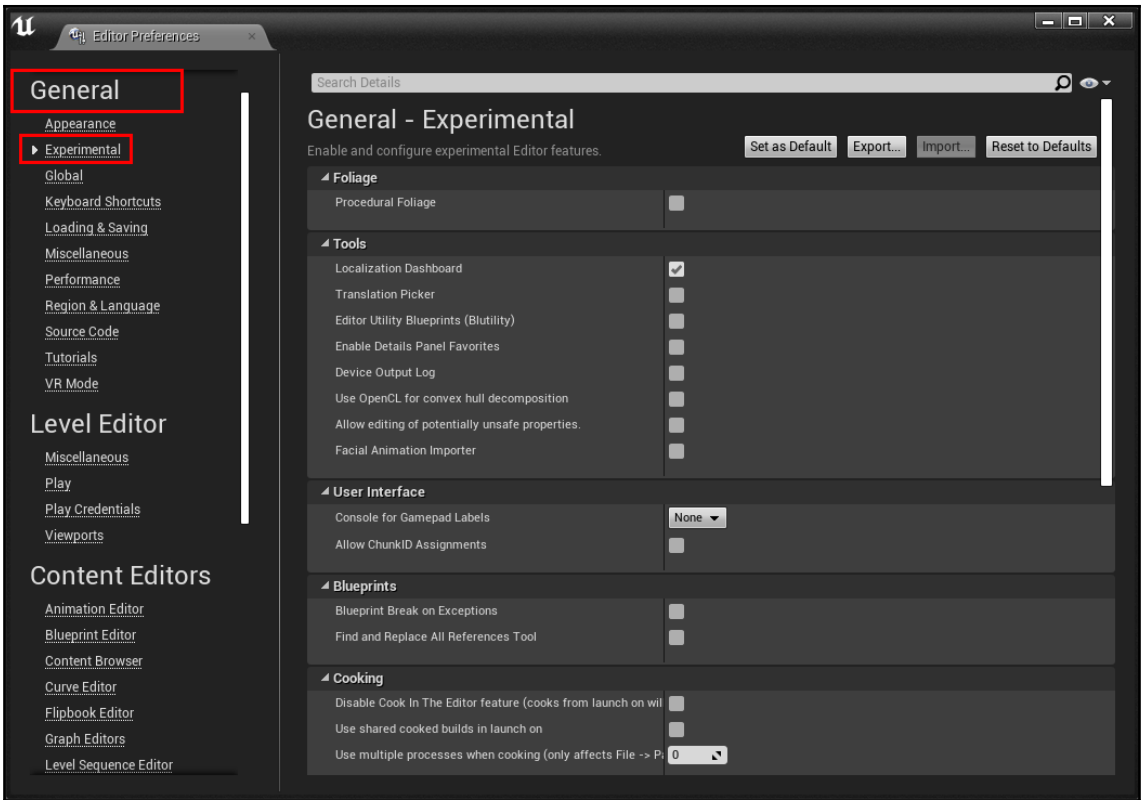 Editor Preferences
General
Appearance
Experimental
Global
Keyboard Shortcuts
Loading & Saving
Miscellaneous
Performance
Region & Language
Source Code
Tutorials
VR Mode
Level Editor
Miscellaneous
Play
Play Credentials
Viewports
Content Editors
Animation Editor
Blueprint Editor
Content Browser
Curve Editor
Flipbook Editor
Graph Editors
Level Sequence Editor
Search Details
General - Experimental
Enable and configure experimental Editor features.
Set as Default Export... Import... Reset to Defaults
Foliage
Procedural Foliage
Tools
Localization Dashboard
Translation Picker
Editor Utility Blueprints (Blutility)
Enable Details Panel Favorites
Device Output Log
Use OpenCL for convex hull decomposition
Allow editing of potentially unsafe properties.
Facial Animation Importer
User Interface
Console for Gamepad Labels None
Allow ChunkID Assignments
Blueprints
Blueprint Break on Exceptions
Find and Replace All References Tool
Cooking
Disable Cook In The Editor feature (cooks from launch on wil
Use shared cooked builds in launch on
Use multiple processes when cooking (only affects File -> Pa 0